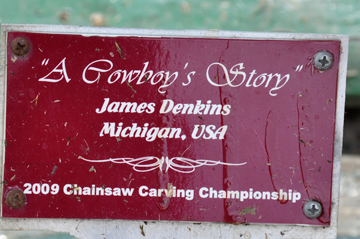 "A Cowboy's Story"
James Denkins
Michigan, USA
2009 Chainsaw Carving Championship